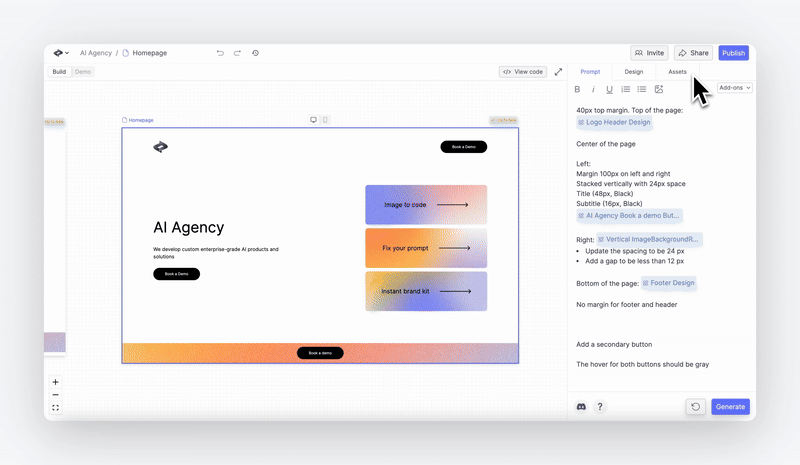 AI Agency / Homepage
Invite
Share
Publish
Build
Demo
View code
Prompt
Design
Assets
B i U
Add-ons
Homepage
Book a Demo
AI Agency
We develop custom enterprise-grade AI products and
solutions
Book a Demo
Image to code
Fix your prompt
Instant brand kit
Book a demo
40px top margin. Top of the page:
Logo Header Design
Center of the page
Left:
Margin 100px on left and right
Stacked vertically with 24px space
Title (48px, Black)
Subtitle (16px, Black)
AI Agency Book a demo But...
Right: Vertical ImageBackgroundR...
• Update the spacing to be 24 px
• Add a gap to be less than 12 px
Bottom of the page: Footer Design
No margin for footer and header
Add a secondary button
The hover for both buttons should be gray
?
Generate